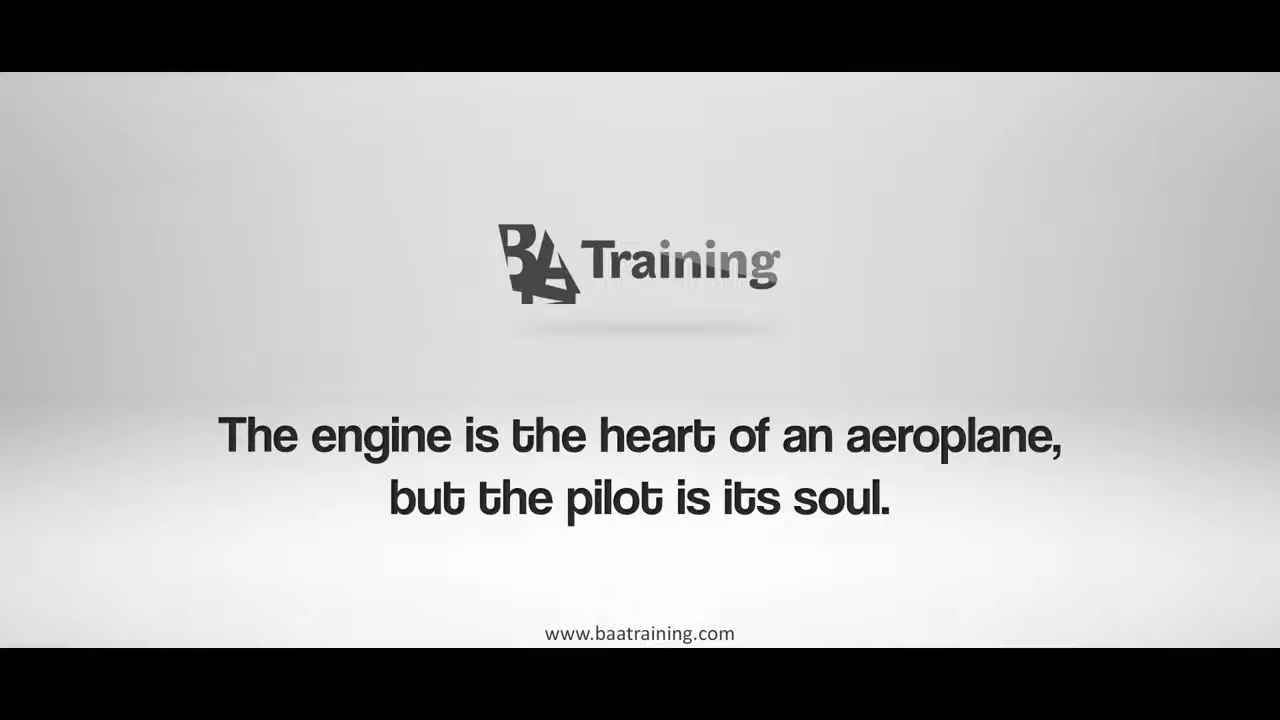 BAA Training
The engine is the heart of an aeroplane,
but the pilot is its soul.
www.baatraining.com